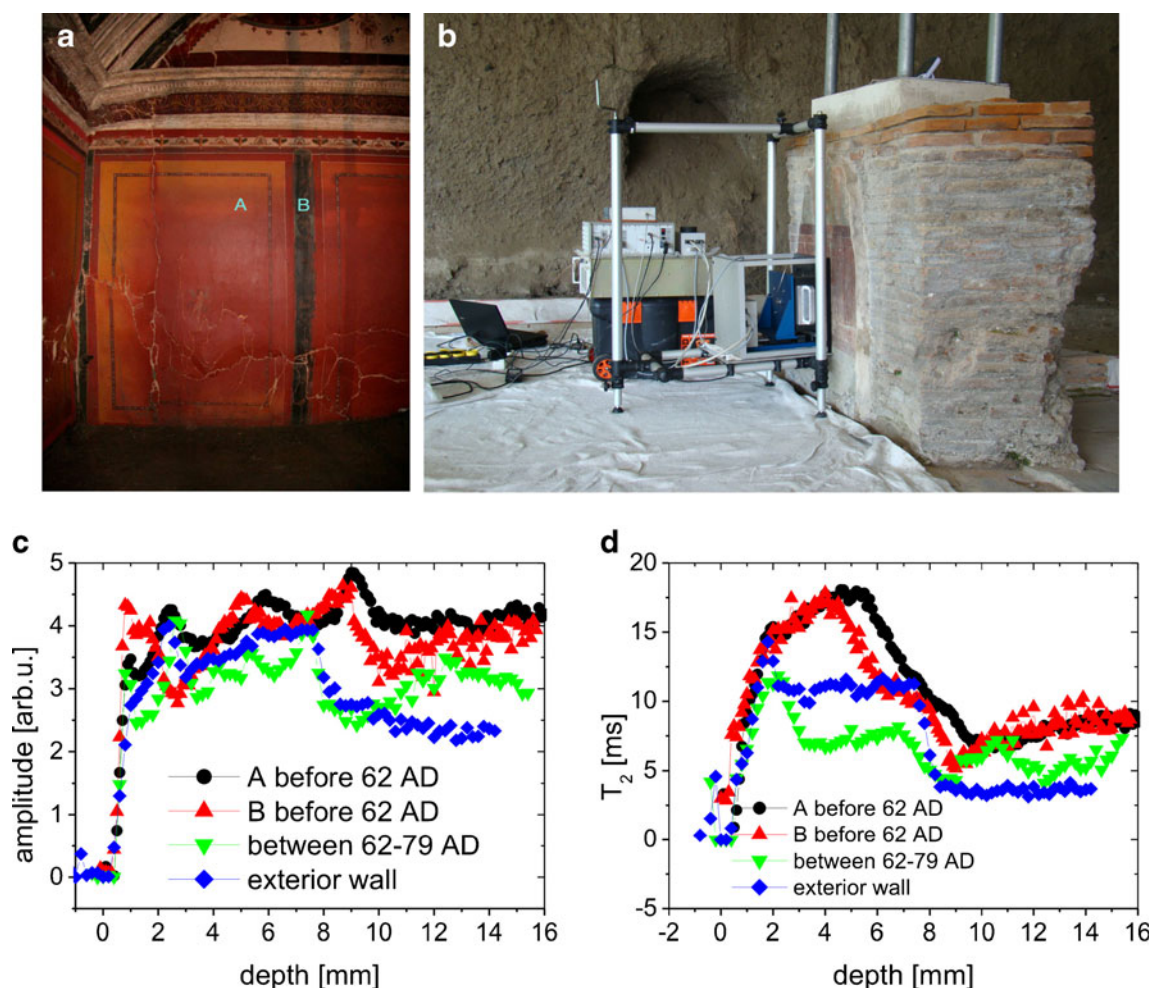 a
A B
b
c
5
4
3
2
1
0
amplitude [arb.u.]
A before 62 AD
B before 62 AD
between 62-79 AD
exterior wall
0 2 4 6 8 10 12 14 16
depth [mm]
d
20
15
10
5
0
-5
T2 [ms]
A before 62 AD
B before 62 AD
between 62-79 AD
exterior wall
-2 0 2 4 6 8 10 12 14 16
depth [mm]